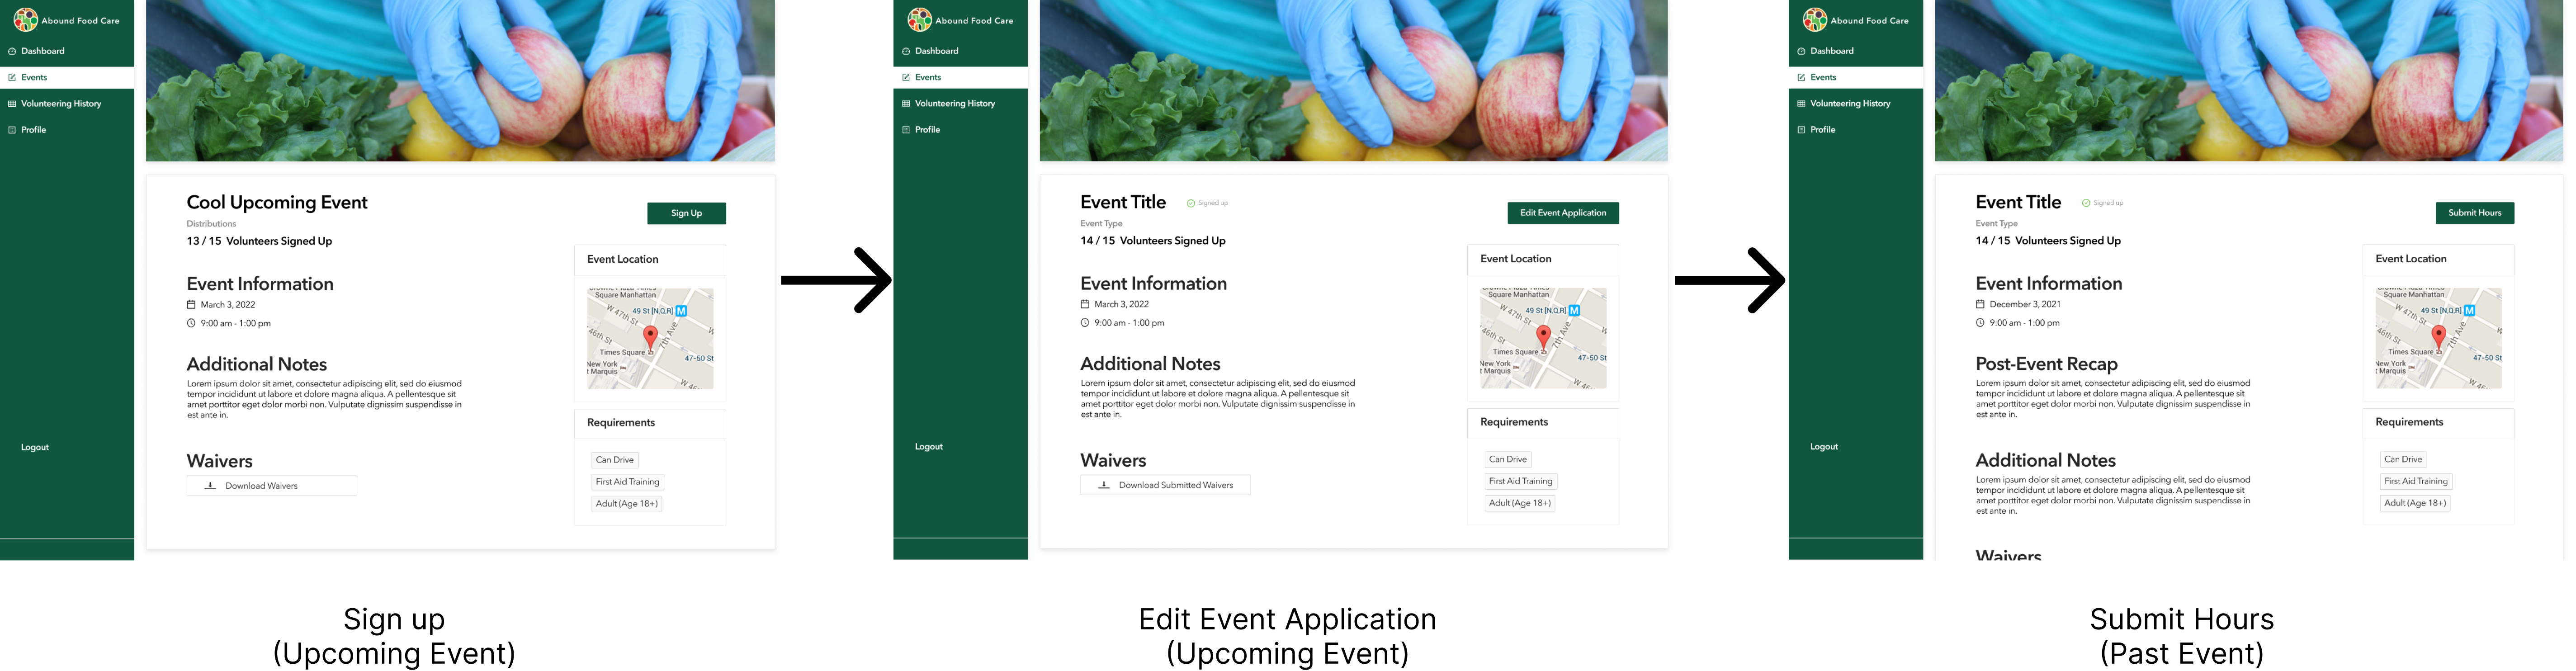 Abound Food Care
Dashboard
Events
Volunteering History
Profile
Logout
Cool Upcoming Event
Distributions
13 / 15 Volunteers Signed Up
Sign Up
Event Information
March 3, 2022
9:00 am - 1:00 pm
Additional Notes
Lorem ipsum dolor sit amet, consectetur adipiscing elit, sed do eiusmod
tempor incididunt ut labore et dolore magna aliqua. A pellentesque sit
amet porttitor eget dolor morbi non. Vulputate dignissim suspendisse in
est ante in.
Waivers
Download Waivers
Event Location
Square Manhattan
49 St [N,Q,R] M
W 47th St
46th St
7th Ave
Times Square
47-50 St
New York
t Marquis
W 46
Requirements
Can Drive
First Aid Training
Adult (Age 18+)
Sign up
(Upcoming Event)
Abound Food Care
Dashboard
Events
Volunteering History
Profile
Logout
Event Title
Signed up
Event Type
14 / 15 Volunteers Signed Up
Edit Event Application
Event Information
March 3, 2022
9:00 am - 1:00 pm
Additional Notes
Lorem ipsum dolor sit amet, consectetur adipiscing elit, sed do eiusmod
tempor incididunt ut labore et dolore magna aliqua. A pellentesque sit
amet porttitor eget dolor morbi non. Vulputate dignissim suspendisse in
est ante in.
Waivers
Download Submitted Waivers
Event Location
Square Manhattan
49 St [N,Q,R] M
W 47th St
46th St
7th Ave
Times Square
47-50 St
New York
t Marquis
W 46
Requirements
Can Drive
First Aid Training
Adult (Age 18+)
Edit Event Application
(Upcoming Event)
Abound Food Care
Dashboard
Events
Volunteering History
Profile
Logout
Event Title
Signed up
Event Type
14 / 15 Volunteers Signed Up
Submit Hours
Event Information
December 3, 2021
9:00 am - 1:00 pm
Post-Event Recap
Lorem ipsum dolor sit amet, consectetur adipiscing elit, sed do eiusmod
tempor incididunt ut labore et dolore magna aliqua. A pellentesque sit
amet porttitor eget dolor morbi non. Vulputate dignissim suspendisse in
est ante in.
Additional Notes
Lorem ipsum dolor sit amet, consectetur adipiscing elit, sed do eiusmod
tempor incididunt ut labore et dolore magna aliqua. A pellentesque sit
amet porttitor eget dolor morbi non. Vulputate dignissim suspendisse in
est ante in.
Waivers
Event Location
Square Manhattan
49 St [N,Q,R] M
W 47th St
46th St
7th Ave
Times Square
47-50 St
New York
t Marquis
W 46
Requirements
Can Drive
First Aid Training
Adult (Age 18+)
Submit Hours
(Past Event)